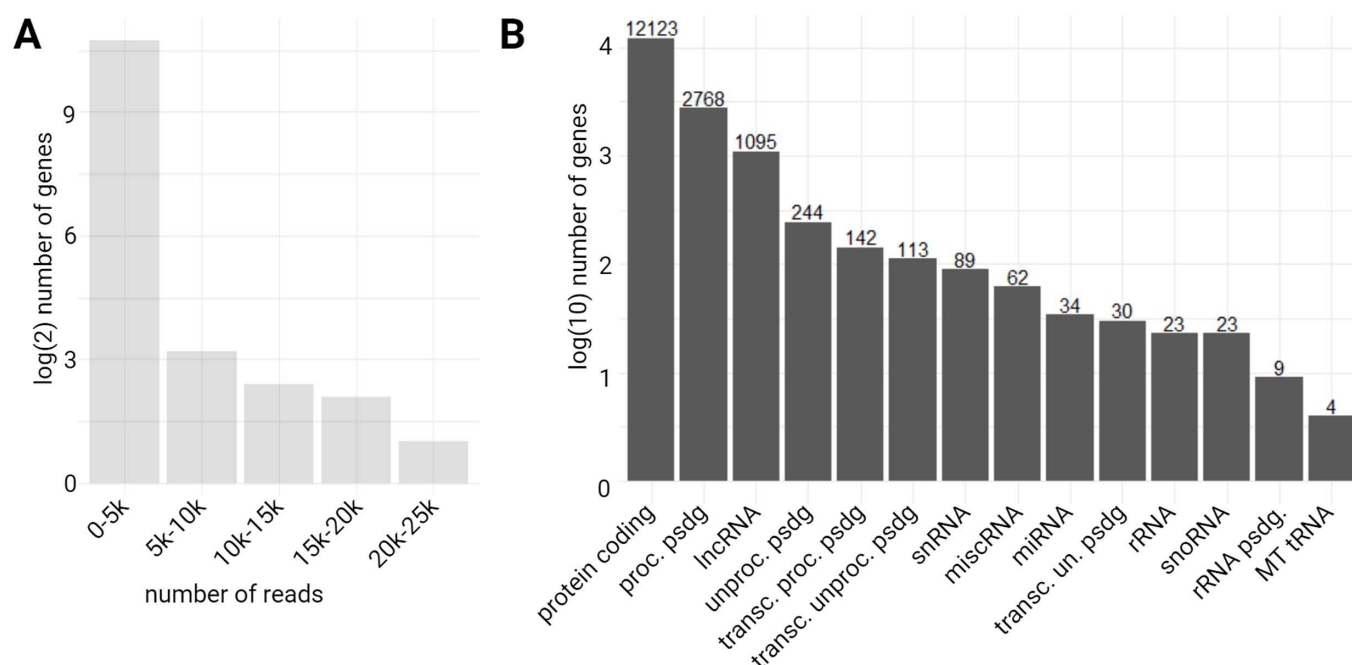 A
log(2) number of genes
9
6
3
0
0-5k
5k-10k
10k-15k
15k-20k
20k-25k
number of reads
B
log(10) number of genes
4
3
2
1
0
12123
2768
1095
244
142
113
89
62
34
30
23
23
9
4
protein coding
proc. psdg
lncRNA
unproc. psdg
transc. proc. psdg
transc. unproc. psdg
snRNA
miscRNA
miRNA
transc. un. psdg
rRNA
snoRNA
rRNA psdg.
MT tRNA